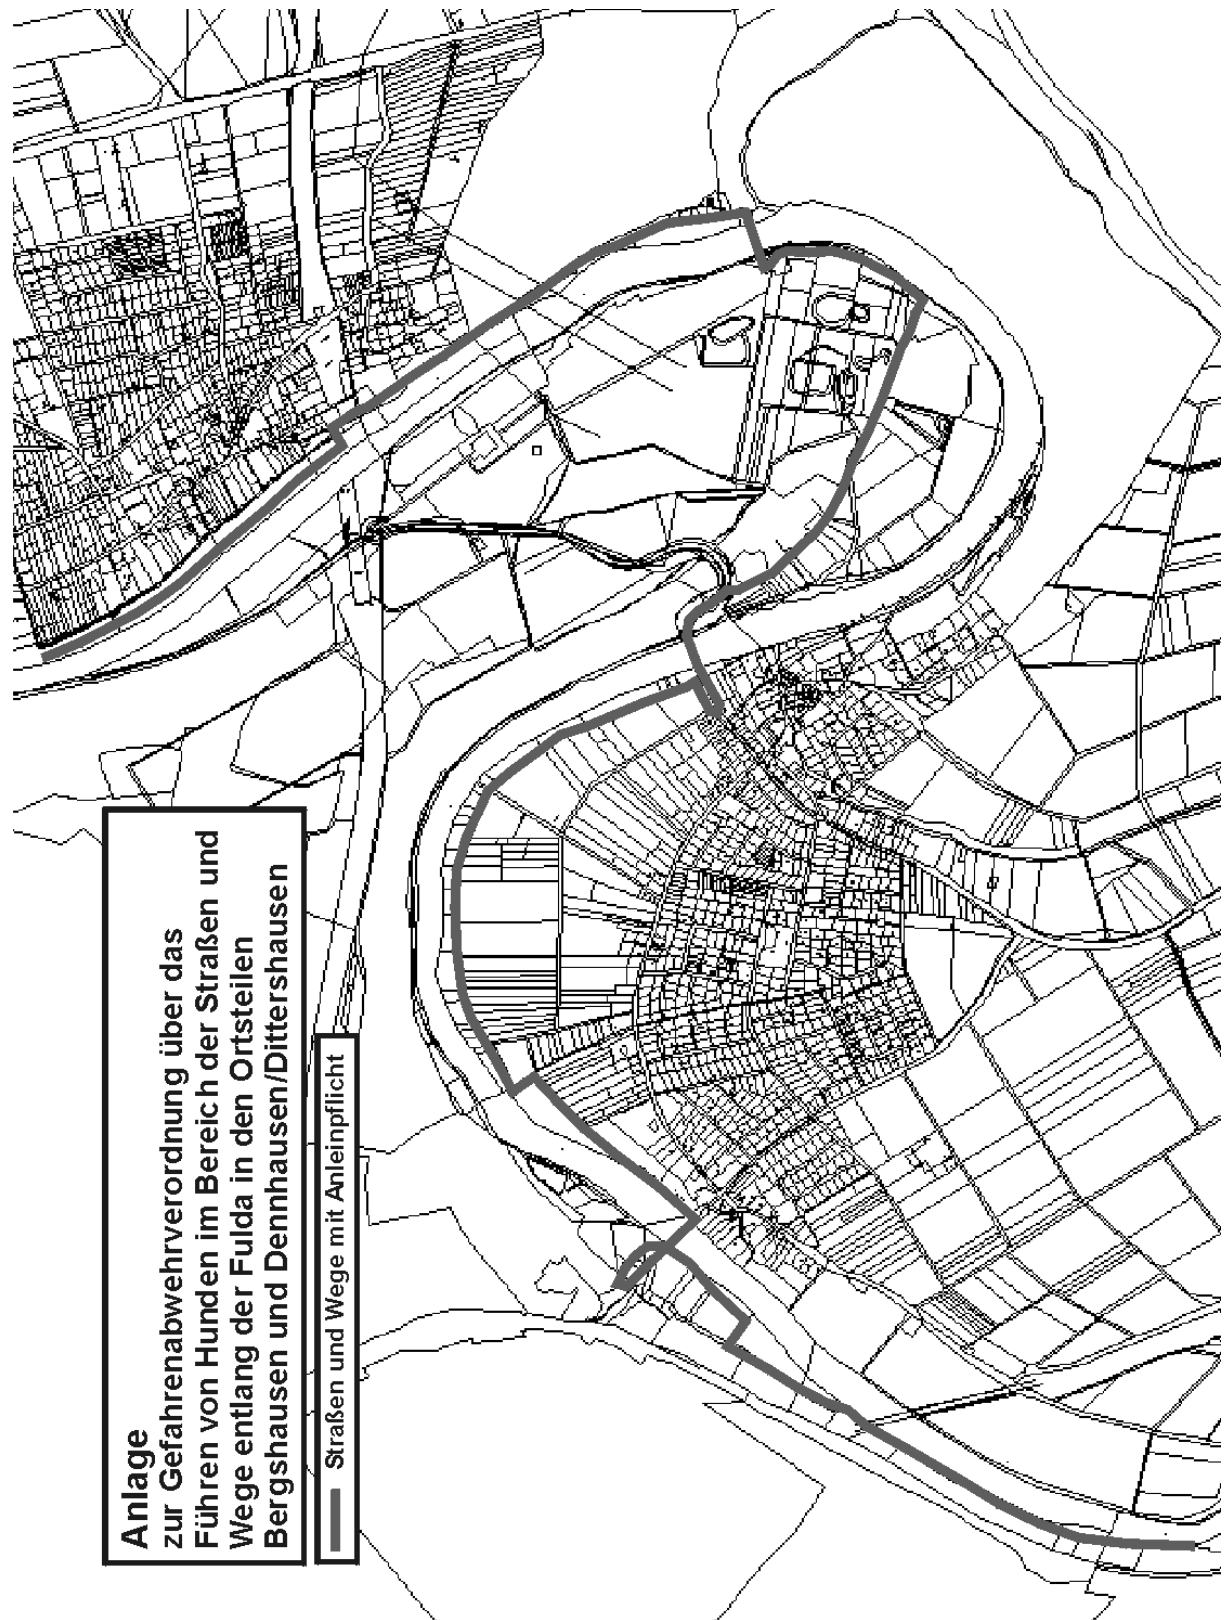 Anlage
zur Gefahrenabwehrverordnung über das
Führen von Hunden im Bereich der Straßen und
Wege entlang der Fulda in den Ortsteilen
Bergshausen und Dennhausen/Dittershausen
Straßen und Wege mit Anleinpflicht